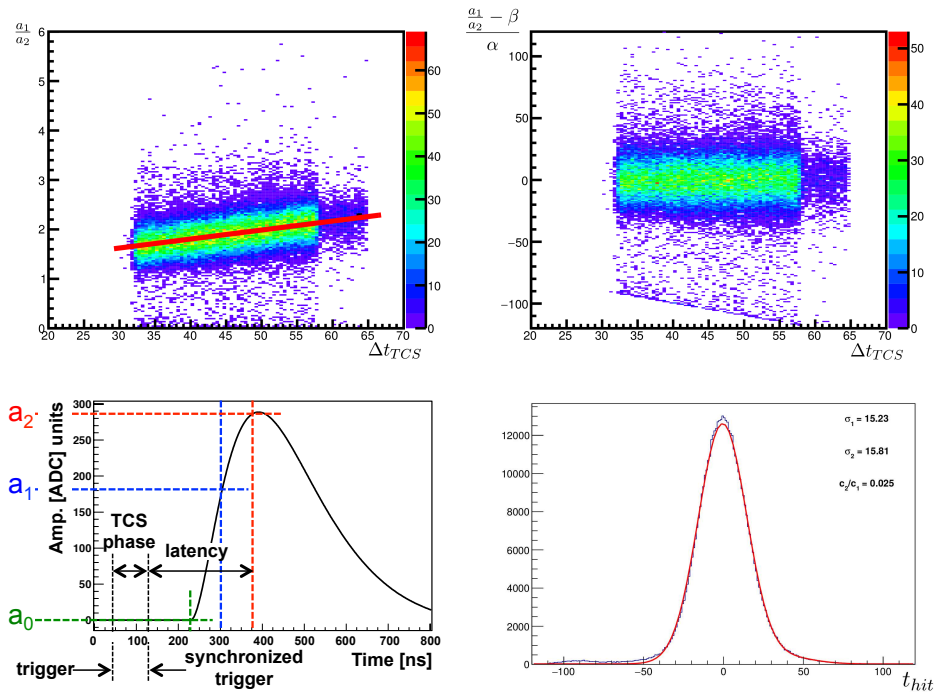 a₁/a₂
6
5
4
3
2
1
0
20 25 30 35 40 45 50 55 60 65 70
Δt_TCS
60
50
40
30
20
10
0
(a₁/a₂ − β)/α
100
50
0
−50
−100
20 25 30 35 40 45 50 55 60 65 70
Δt_TCS
50
40
30
20
10
0
a₂
a₁
a₀
Amp. [ADC] units
300
250
200
150
100
50
0
TCS
phase
latency
0 100 200 300 400 500 600 700 800
Time [ns]
trigger
synchronized
trigger
12000
10000
8000
6000
4000
2000
0
σ₁ = 15.23
σ₂ = 15.81
c₂/c₁ = 0.025
−100 −50 0 50 100
t_hit